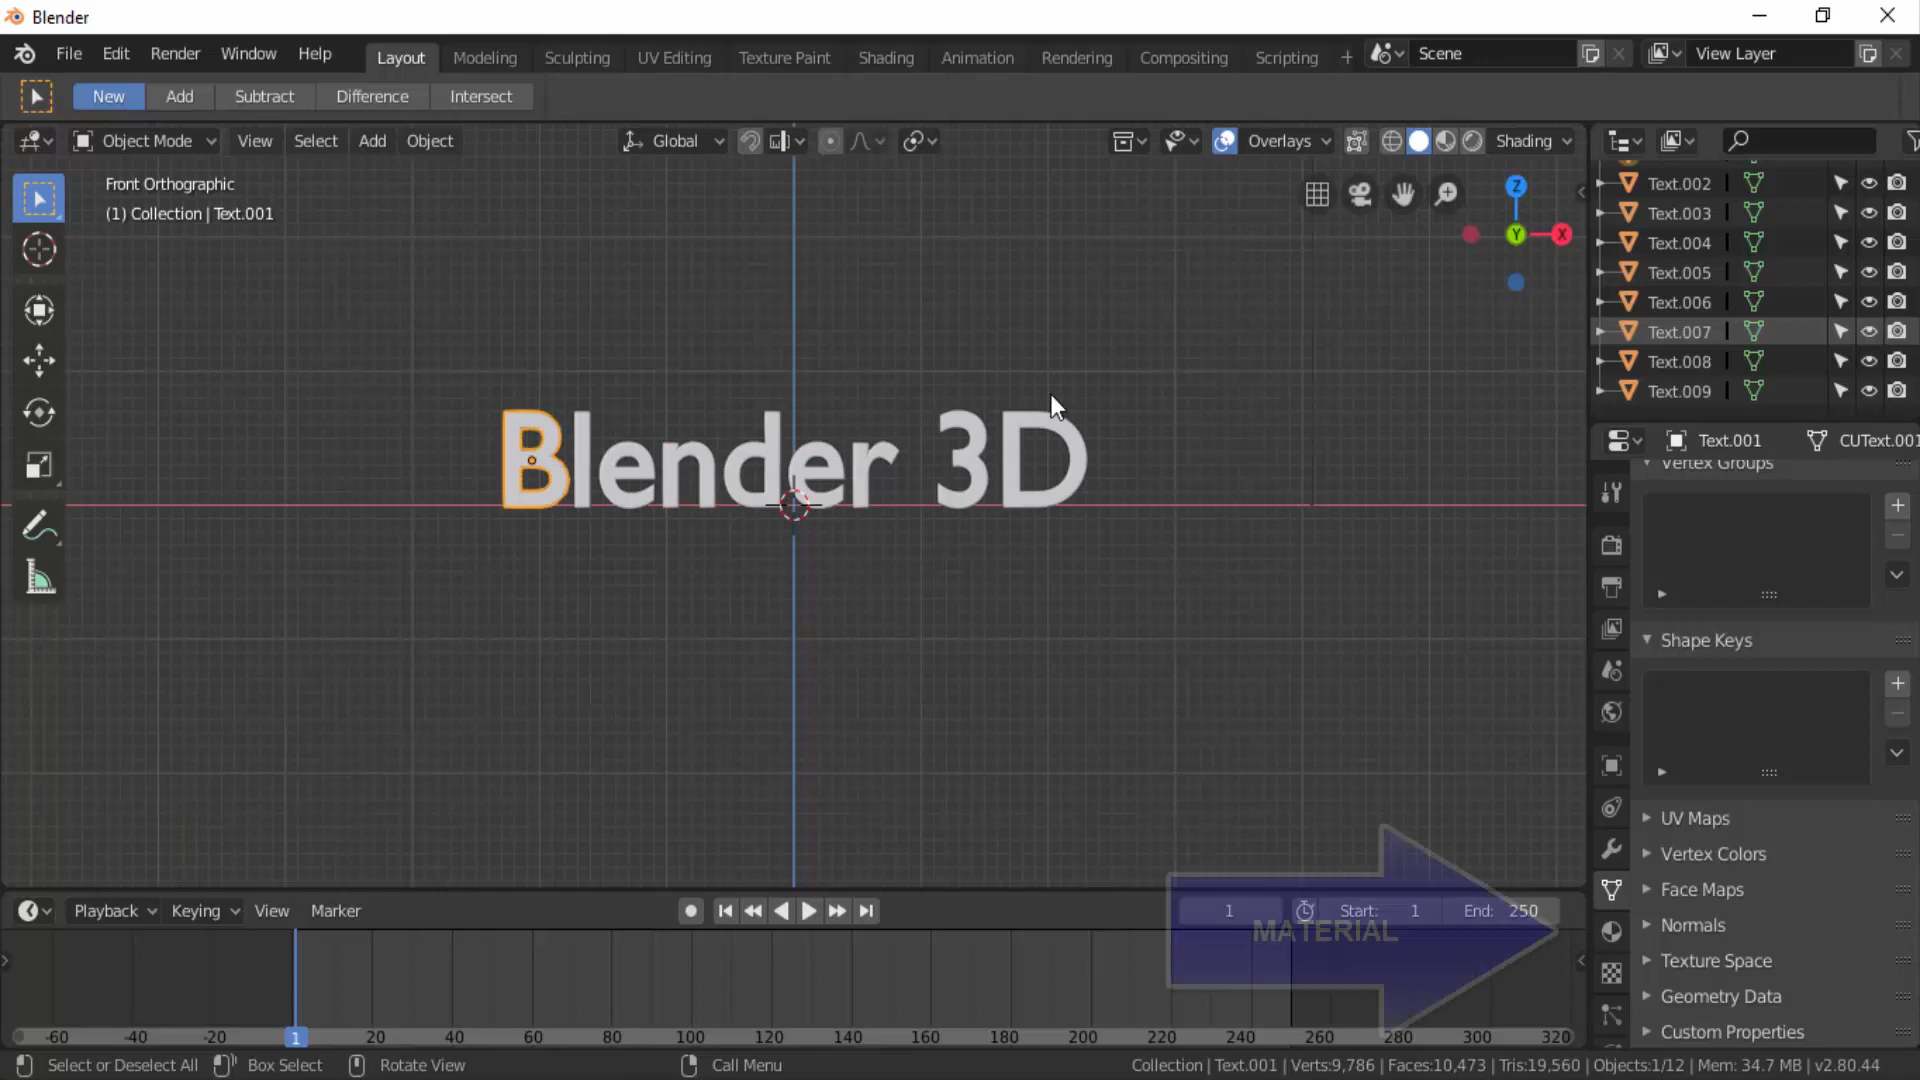 Blender
File Edit Render Window Help Layout Modeling Sculpting UV Editing Texture Paint Shading Animation Rendering Compositing Scripting + Scene View Layer
New Add Subtract Difference Intersect
Object Mode View Select Add Object Global Overlays Shading
Front Orthographic
(1) Collection | Text.001
Z
Y
X
Blender 3D
Text.002
Text.003
Text.004
Text.005
Text.006
Text.007
Text.008
Text.009
Text.001 CUText.001
Vertex Groups
Shape Keys
UV Maps
Vertex Colors
Face Maps
Normals
Texture Space
Geometry Data
Custom Properties
Playback Keying View Marker 1 Start: 1 End: 250
MATERIAL
-60 -40 -20 1 20 40 60 80 100 120 140 160 180 200 220 240 260 280 300 320
Select or Deselect All Box Select Rotate View Call Menu Collection | Text.001 | Verts:9,786 | Faces:10,473 | Tris:19,560 | Objects:1/12 | Mem: 34.7 MB | v2.80.44